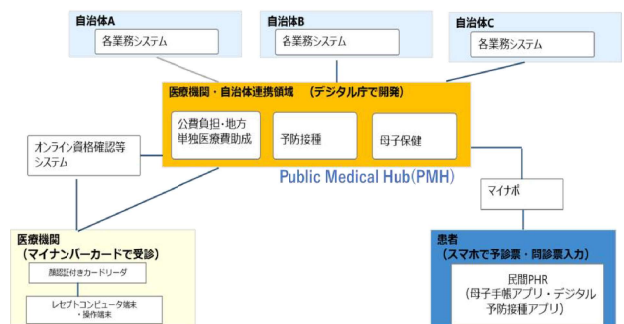 自治体A
各業務システム
自治体B
各業務システム
自治体C
各業務システム
医療機関・自治体連携領域 (デジタル庁で開発)
公費負担・地方
単独医療費助成
予防接種
母子保健
Public Medical Hub(PMH)
オンライン資格確認等
システム
マイナポ
医療機関
(マイナンバーカードで受診)
顔認証付きカードリーダ
レセプトコンピュータ端末
・操作端末
患者
(スマホで予診票・問診票入力)
民間PHR
(母子手帳アプリ・デジタル
予防接種アプリ)